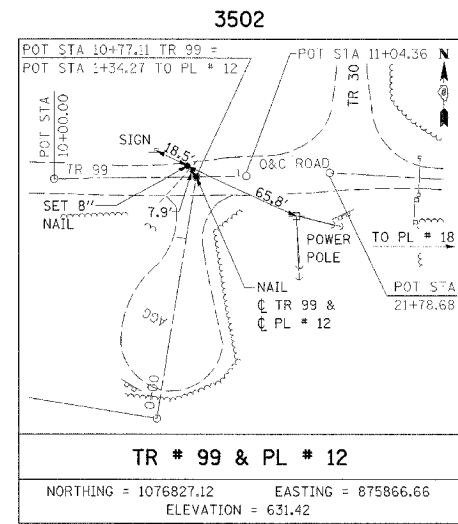 3502
POT STA 10+77.11 TR 99 =
POT STA 1+34.27 TO PL # 12
POT STA 11+04.36
N
TR 30
POT STA
10+00.00
SIGN
18.5'
TR 99
O&C ROAD
65.8'
SET 8"
NAIL
7.9'
POWER
POLE
TO PL # 18
NAIL
℄ TR 99 &
℄ PL # 12
POT STA
21+78.68
AGG
0+00
TR # 99 & PL # 12
NORTHING = 1076827.12 EASTING = 875866.66
ELEVATION = 631.42